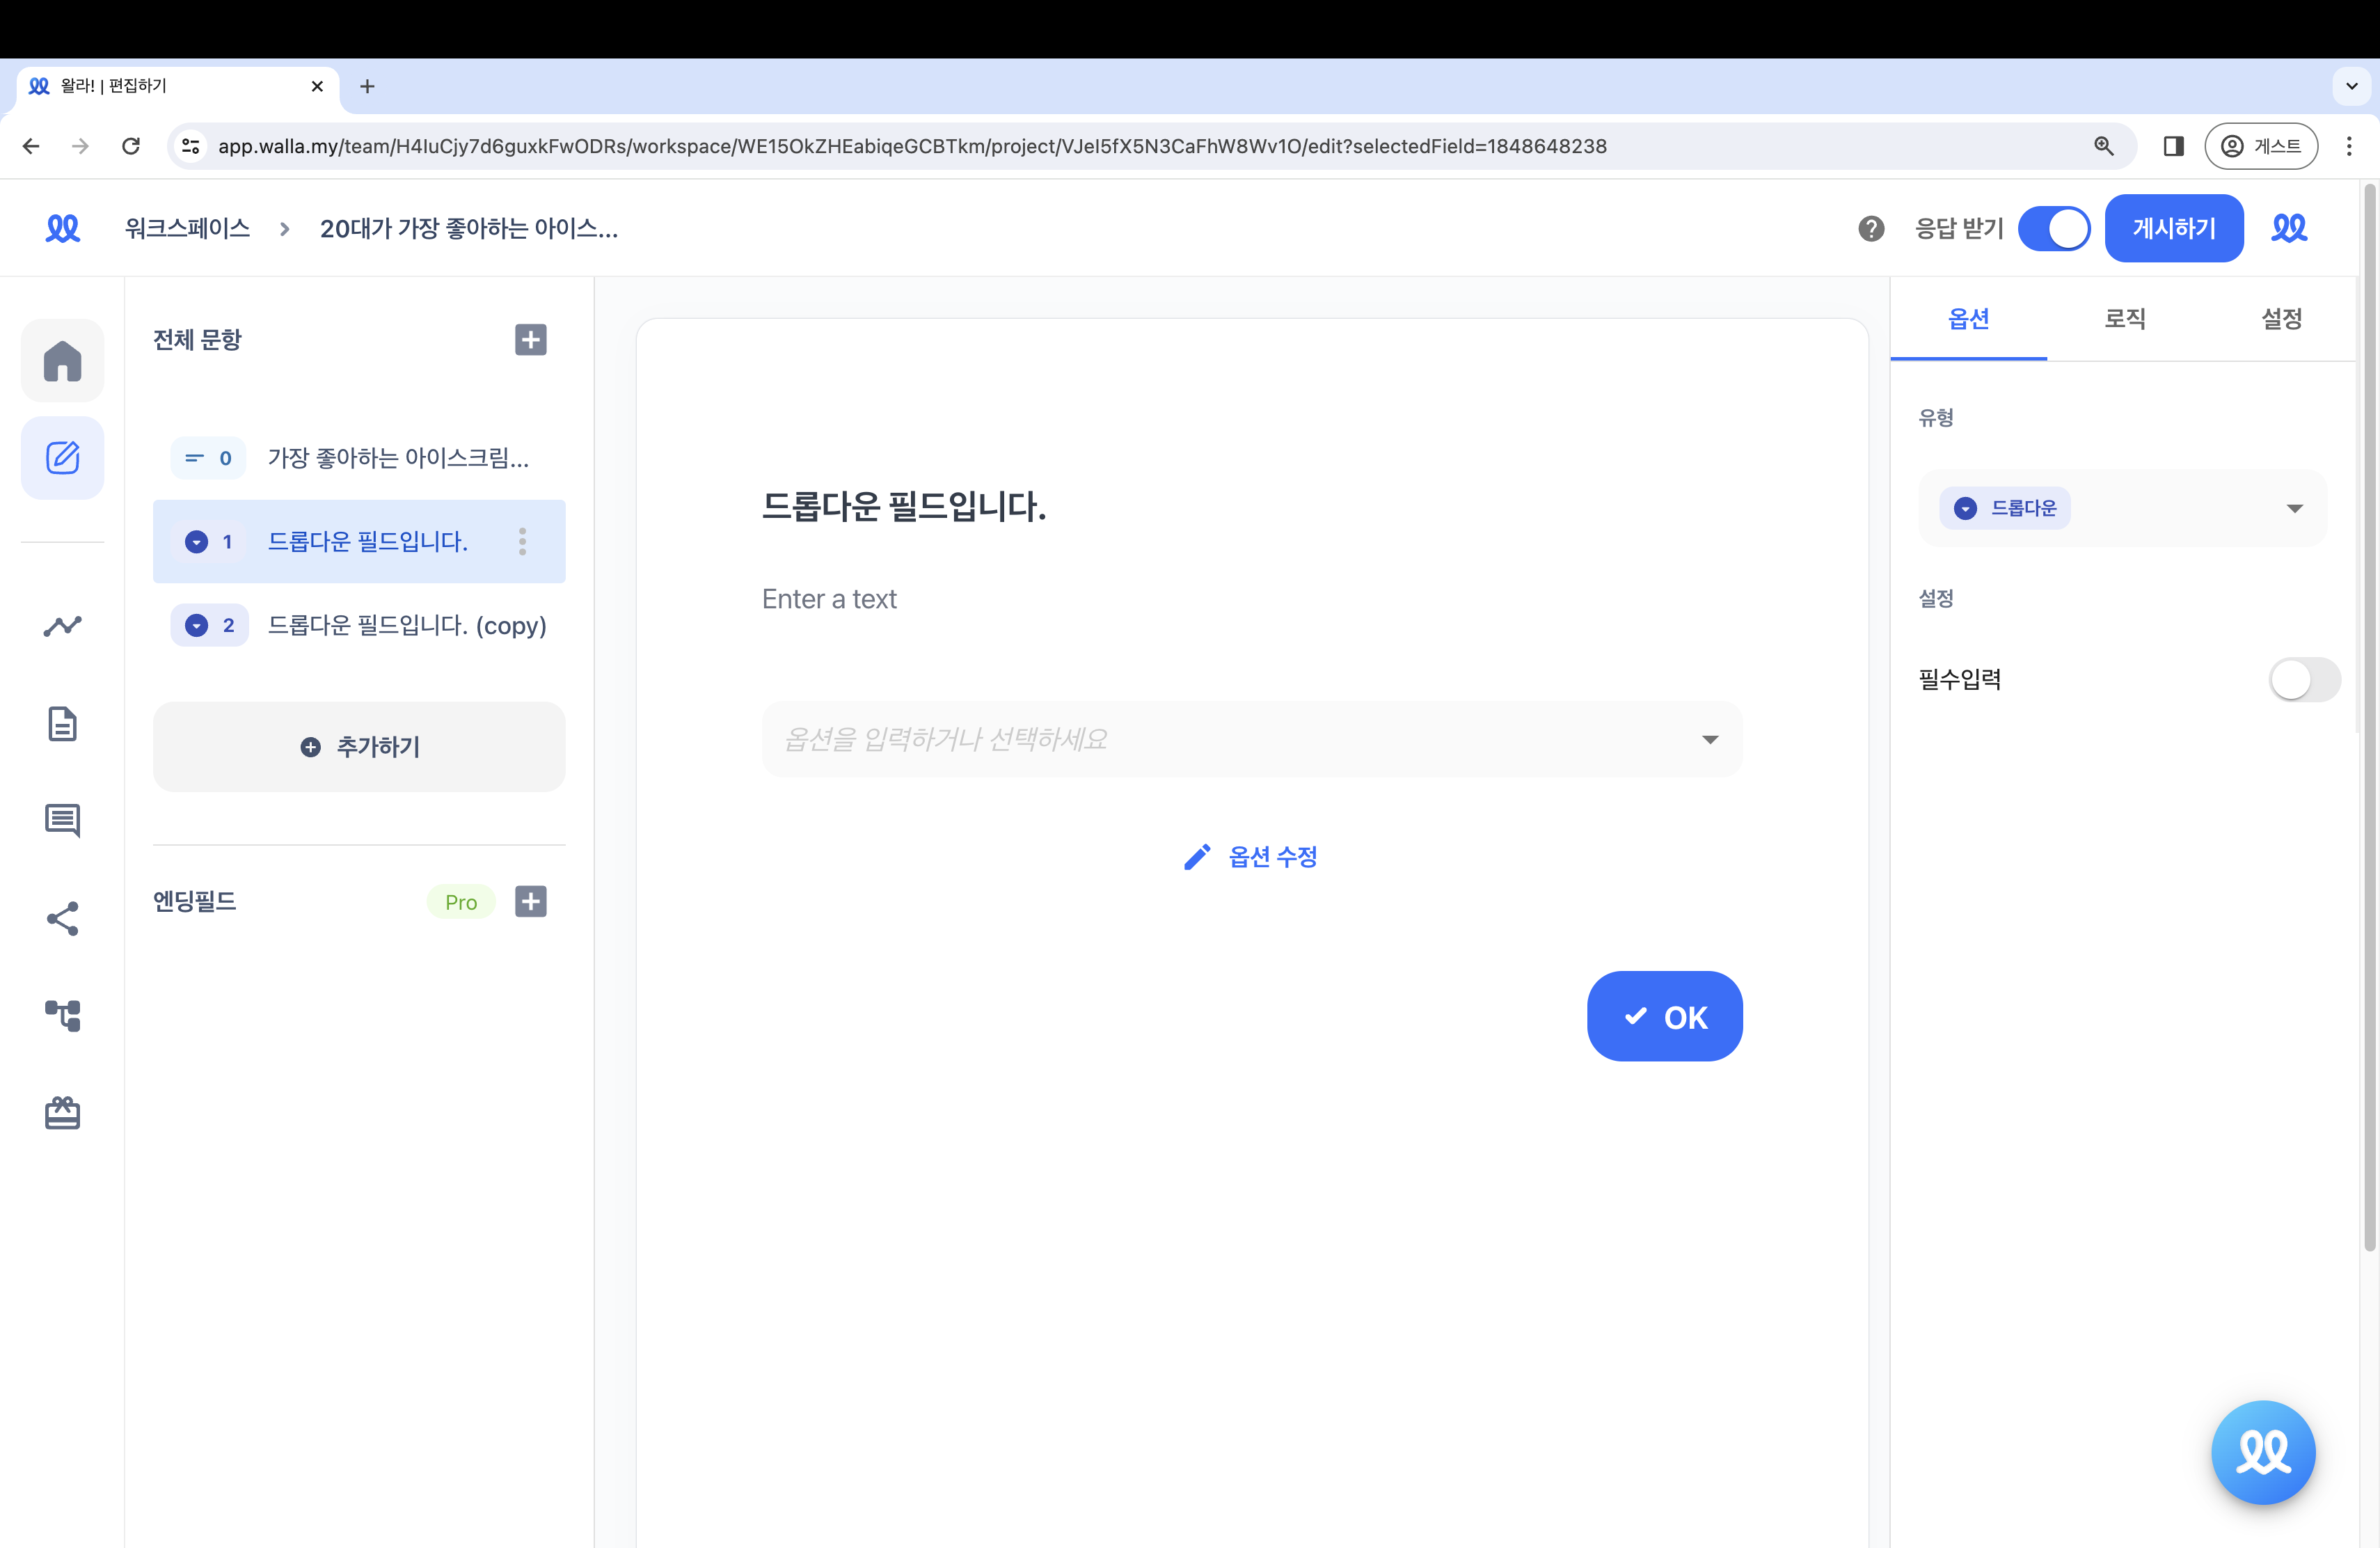 왈라! | 편집하기
app.walla.my/team/H4IuCjy7d6guxkFwODRs/workspace/WE15OkZHEabiqeGCBTkm/project/VJeI5fX5N3CaFhW8Wv1O/edit?selectedField=1848648238
게스트
워크스페이스
20대가 가장 좋아하는 아이스...
응답 받기
게시하기
전체 문항
0 가장 좋아하는 아이스크림...
1 드롭다운 필드입니다.
2 드롭다운 필드입니다. (copy)
추가하기
엔딩필드
Pro
드롭다운 필드입니다.
Enter a text
옵션을 입력하거나 선택하세요
옵션 수정
OK
옵션
로직
설정
유형
드롭다운
설정
필수입력